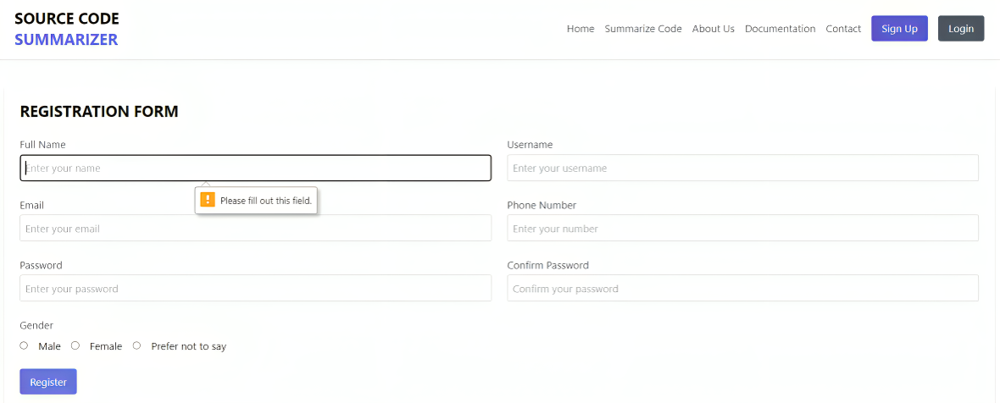 SOURCE CODE
SUMMARIZER
Home Summarize Code About Us Documentation Contact Sign Up Login
REGISTRATION FORM
Full Name Username
Enter your name Enter your username
Please fill out this field.
Email Phone Number
Enter your email Enter your number
Password Confirm Password
Enter your password Confirm your password
Gender
Male Female Prefer not to say
Register